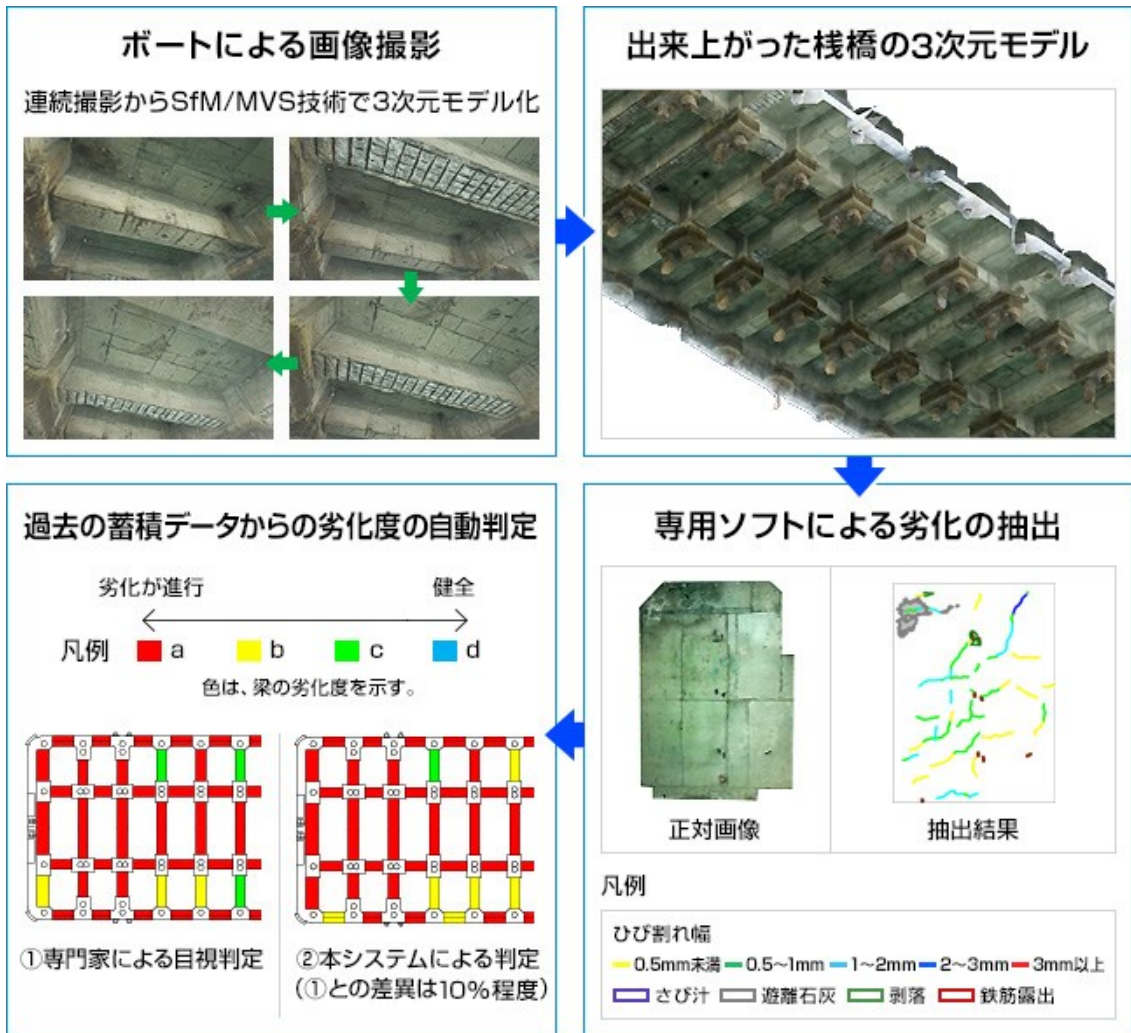 ボートによる画像撮影
連続撮影からSfM/MVS技術で3次元モデル化
出来上がった桟橋の3次元モデル
専用ソフトによる劣化の抽出
正対画像
抽出結果
凡例
ひび割れ幅
0.5mm未満 0.5〜1mm 1〜2mm 2〜3mm 3mm以上
さび汁 遊離石灰 剥落 鉄筋露出
過去の蓄積データからの劣化度の自動判定
劣化が進行 健全
凡例 a b c d
色は、梁の劣化度を示す。
①専門家による目視判定
②本システムによる判定
(①との差異は10%程度)